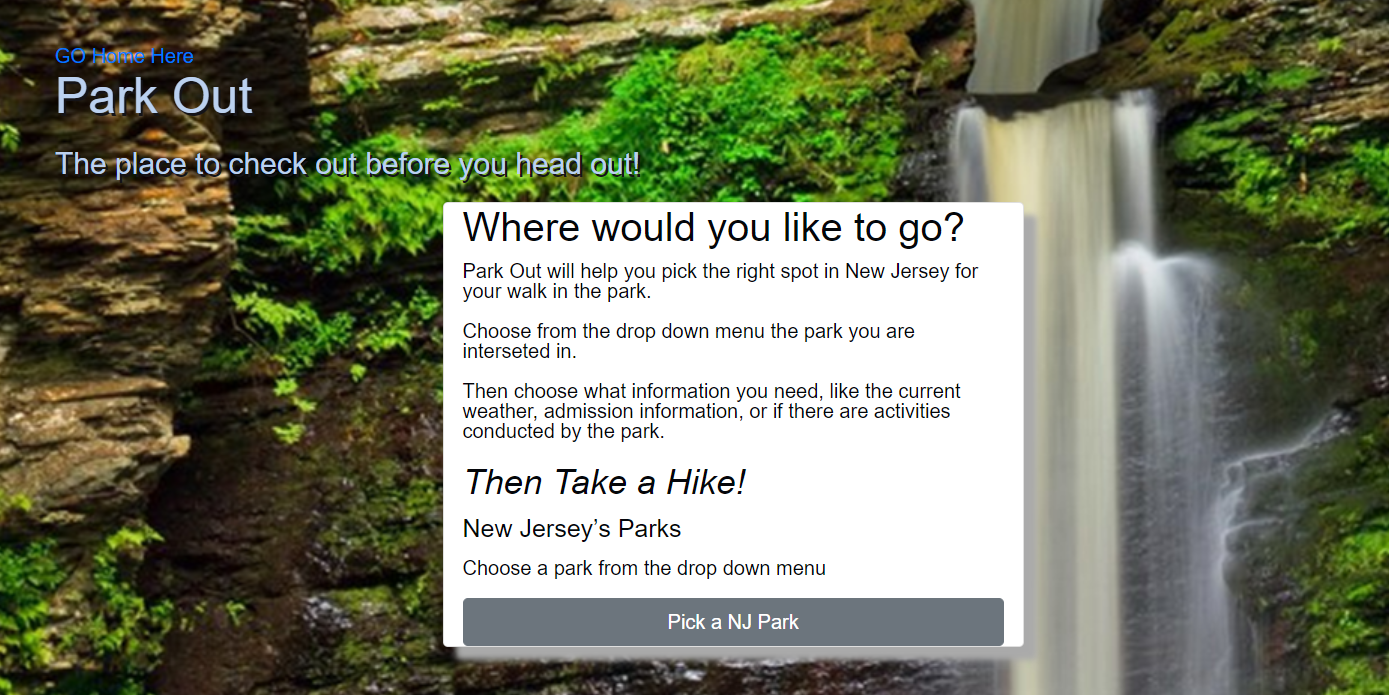 GO Home Here
Park Out
The place to check out before you head out!
Where would you like to go?
Park Out will help you pick the right spot in New Jersey for
your walk in the park.
Choose from the drop down menu the park you are
interseted in.
Then choose what information you need, like the current
weather, admission information, or if there are activities
conducted by the park.
Then Take a Hike!
New Jersey’s Parks
Choose a park from the drop down menu
Pick a NJ Park